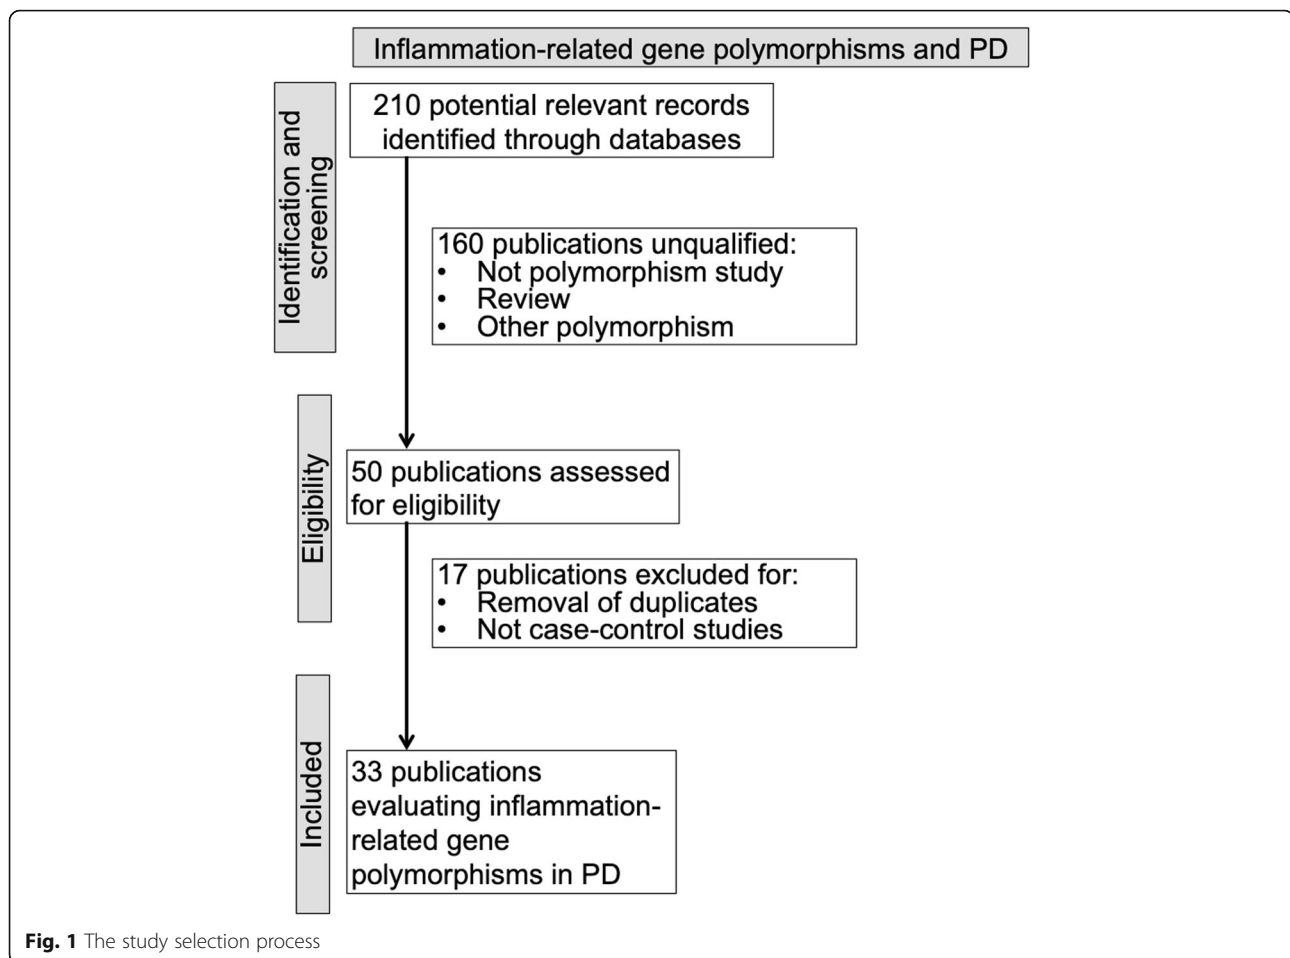 Inflammation-related gene polymorphisms and PD
Identification and
screening
210 potential relevant records
identified through databases
160 publications unqualified:
• Not polymorphism study
• Review
• Other polymorphism
Eligibility
50 publications assessed
for eligibility
17 publications excluded for:
• Removal of duplicates
• Not case-control studies
Included
33 publications
evaluating inflammation-
related gene
polymorphisms in PD
Fig. 1 The study selection process